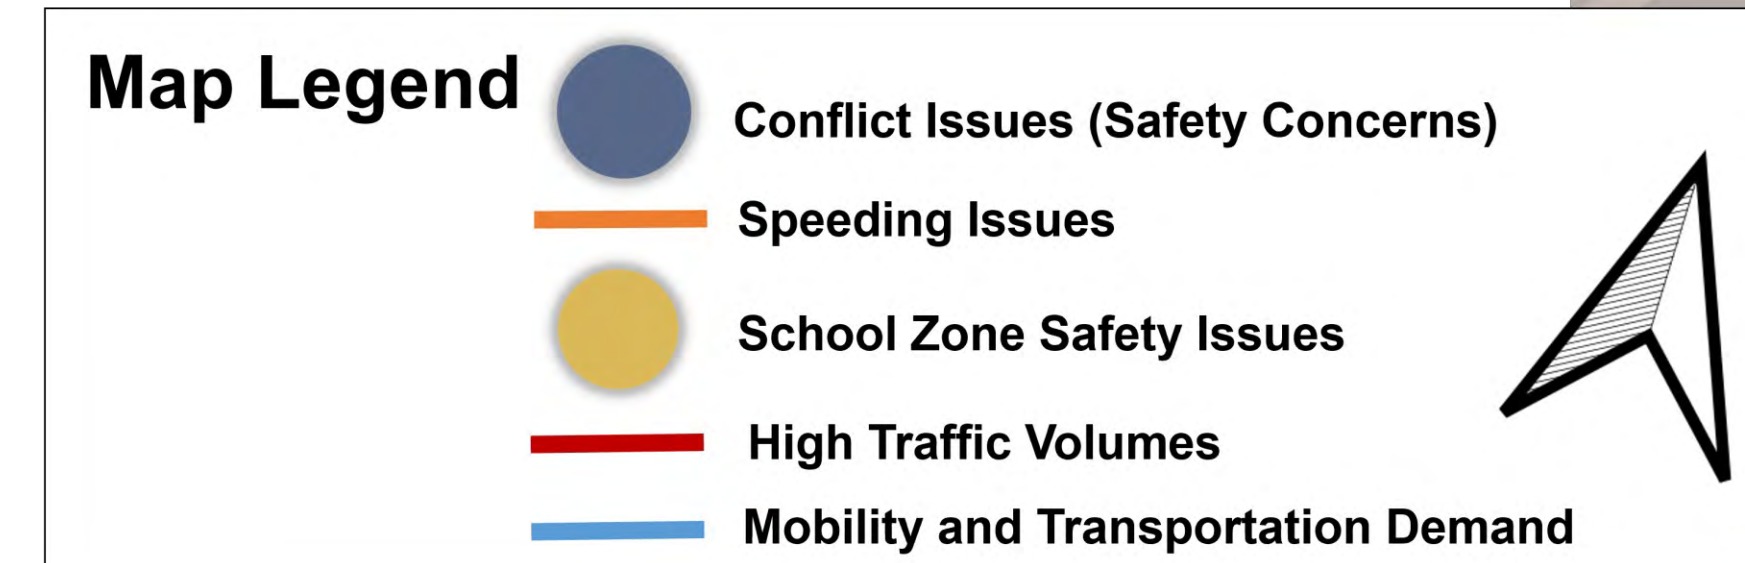 Map Legend
Conflict Issues (Safety Concerns)
Speeding Issues
School Zone Safety Issues
High Traffic Volumes
Mobility and Transportation Demand